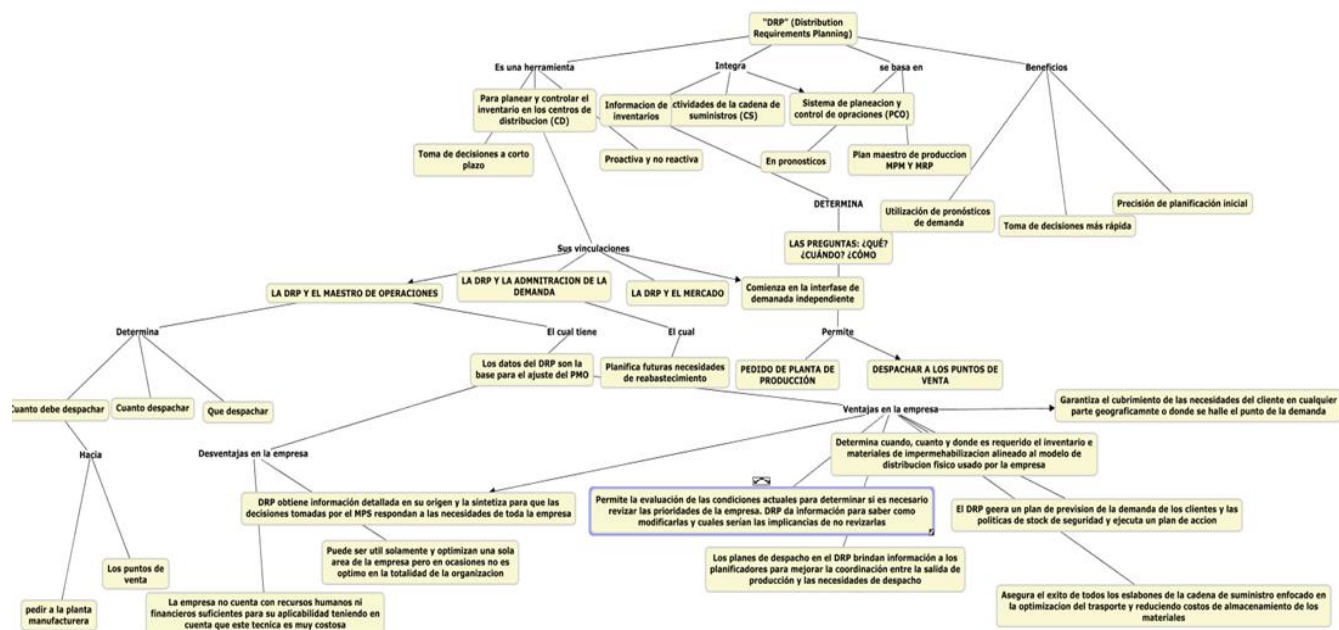 "DRP" (Distribution
Requirements Planning)
Es una herramienta
Integra
se basa en
Beneficios
Para planear y controlar el
inventario en los centros de
distribucion (CD)
Informacion de
inventarios
ctividades de la cadena de
suministros (CS)
Sistema de planeacion y
control de opraciones (PCO)
Toma de decisiones a corto
plazo
Proactiva y no reactiva
En pronosticos
Plan maestro de produccion
MPM Y MRP
DETERMINA
Utilización de pronósticos
de demanda
Toma de decisiones más rápida
Precisión de planificación inicial
LAS PREGUNTAS: ¿QUÉ?
¿CUÁNDO? ¿CÓMO
Sus vinculaciones
LA DRP Y EL MAESTRO DE OPERACIONES
LA DRP Y LA ADMNITRACION DE LA
DEMANDA
LA DRP Y EL MERCADO
Comienza en la interfase de
demanada independiente
Determina
El cual tiene
El cual
Permite
Los datos del DRP son la
base para el ajuste del PMO
Planifica futuras necesidades
de reabastecimiento
PEDIDO DE PLANTA DE
PRODUCCIÓN
DESPACHAR A LOS PUNTOS DE
VENTA
Cuanto debe despachar
Cuanto despachar
Que despachar
Ventajas en la empresa
Garantiza el cubrimiento de las necesidades del cliente en cualquier
parte geograficamnte o donde se halle el punto de la demanda
Hacia
Desventajas en la empresa
Determina cuando, cuanto y donde es requerido el inventario e
materiales de impermehabilizacion alineado al modelo de
distribucion fisico usado por la empresa
DRP obtiene información detallada en su origen y la sintetiza para que las
decisiones tomadas por el MPS respondan a las necesidades de toda la empresa
Permite la evaluación de las condiciones actuales para determinar si es necesario
revizar las prioridades de la empresa. DRP da información para saber como
modificarlas y cuales serían las implicancias de no revizarlas
El DRP geera un plan de prevision de la demanda de los clientes y las
politicas de stock de seguridad y ejecuta un plan de accion
Puede ser util solamente y optimizan una sola
area de la empresa pero en ocasiones no es
optimo en la totalidad de la organizacion
Los planes de despacho en el DRP brindan información a los
planificadores para mejorar la coordinación entre la salida de
producción y las necesidades de despacho
Los puntos de
venta
pedir a la planta
manufacturera
La empresa no cuenta con recursos humanos ni
financieros suficientes para su aplicabilidad teniendo en
cuenta que este tecnica es muy costosa
Asegura el exito de todos los eslabones de la cadena de suministro enfocado en
la optimizacion del trasporte y reduciendo costos de almacenamiento de los
materiales